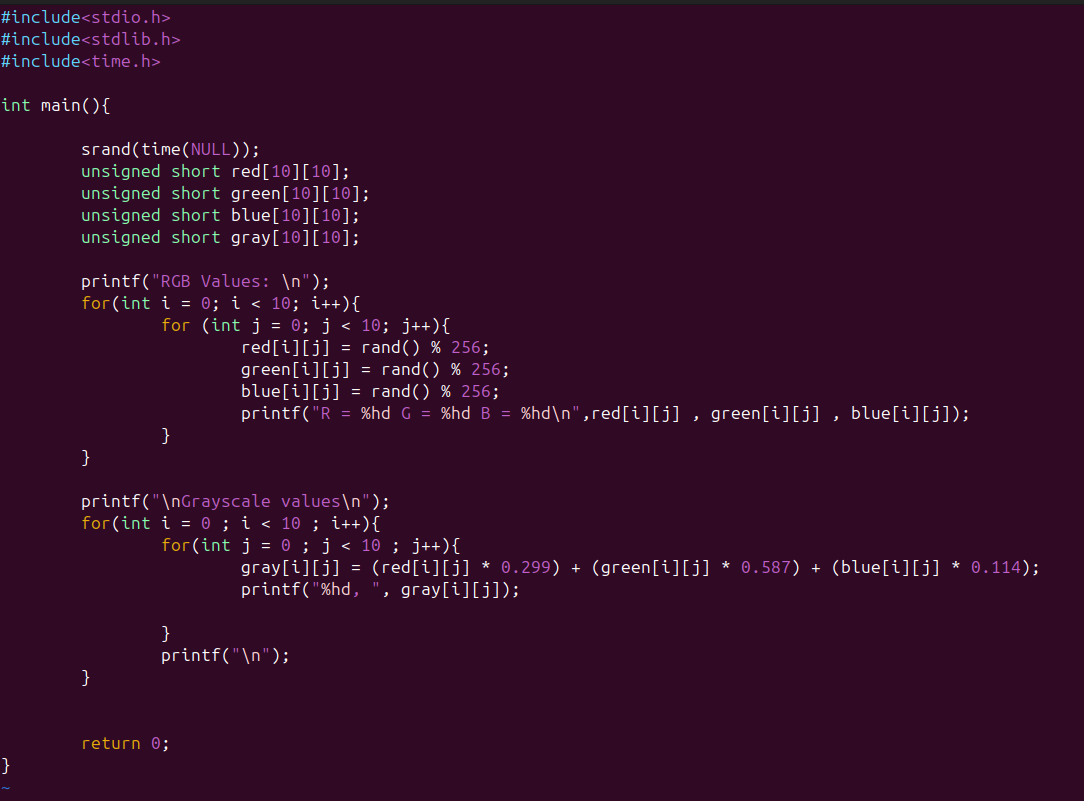 #include<stdio.h>
#include<stdlib.h>
#include<time.h>

int main(){

        srand(time(NULL));
        unsigned short red[10][10];
        unsigned short green[10][10];
        unsigned short blue[10][10];
        unsigned short gray[10][10];

        printf("RGB Values: \n");
        for(int i = 0; i < 10; i++){
                for (int j = 0; j < 10; j++){
                        red[i][j] = rand() % 256;
                        green[i][j] = rand() % 256;
                        blue[i][j] = rand() % 256;
                        printf("R = %hd G = %hd B = %hd\n",red[i][j] , green[i][j] , blue[i][j]);
                }
        }

        printf("\nGrayscale values\n");
        for(int i = 0 ; i < 10 ; i++){
                for(int j = 0 ; j < 10 ; j++){
                        gray[i][j] = (red[i][j] * 0.299) + (green[i][j] * 0.587) + (blue[i][j] * 0.114);
                        printf("%hd, ", gray[i][j]);

                }
                printf("\n");
        }


        return 0;
}
~